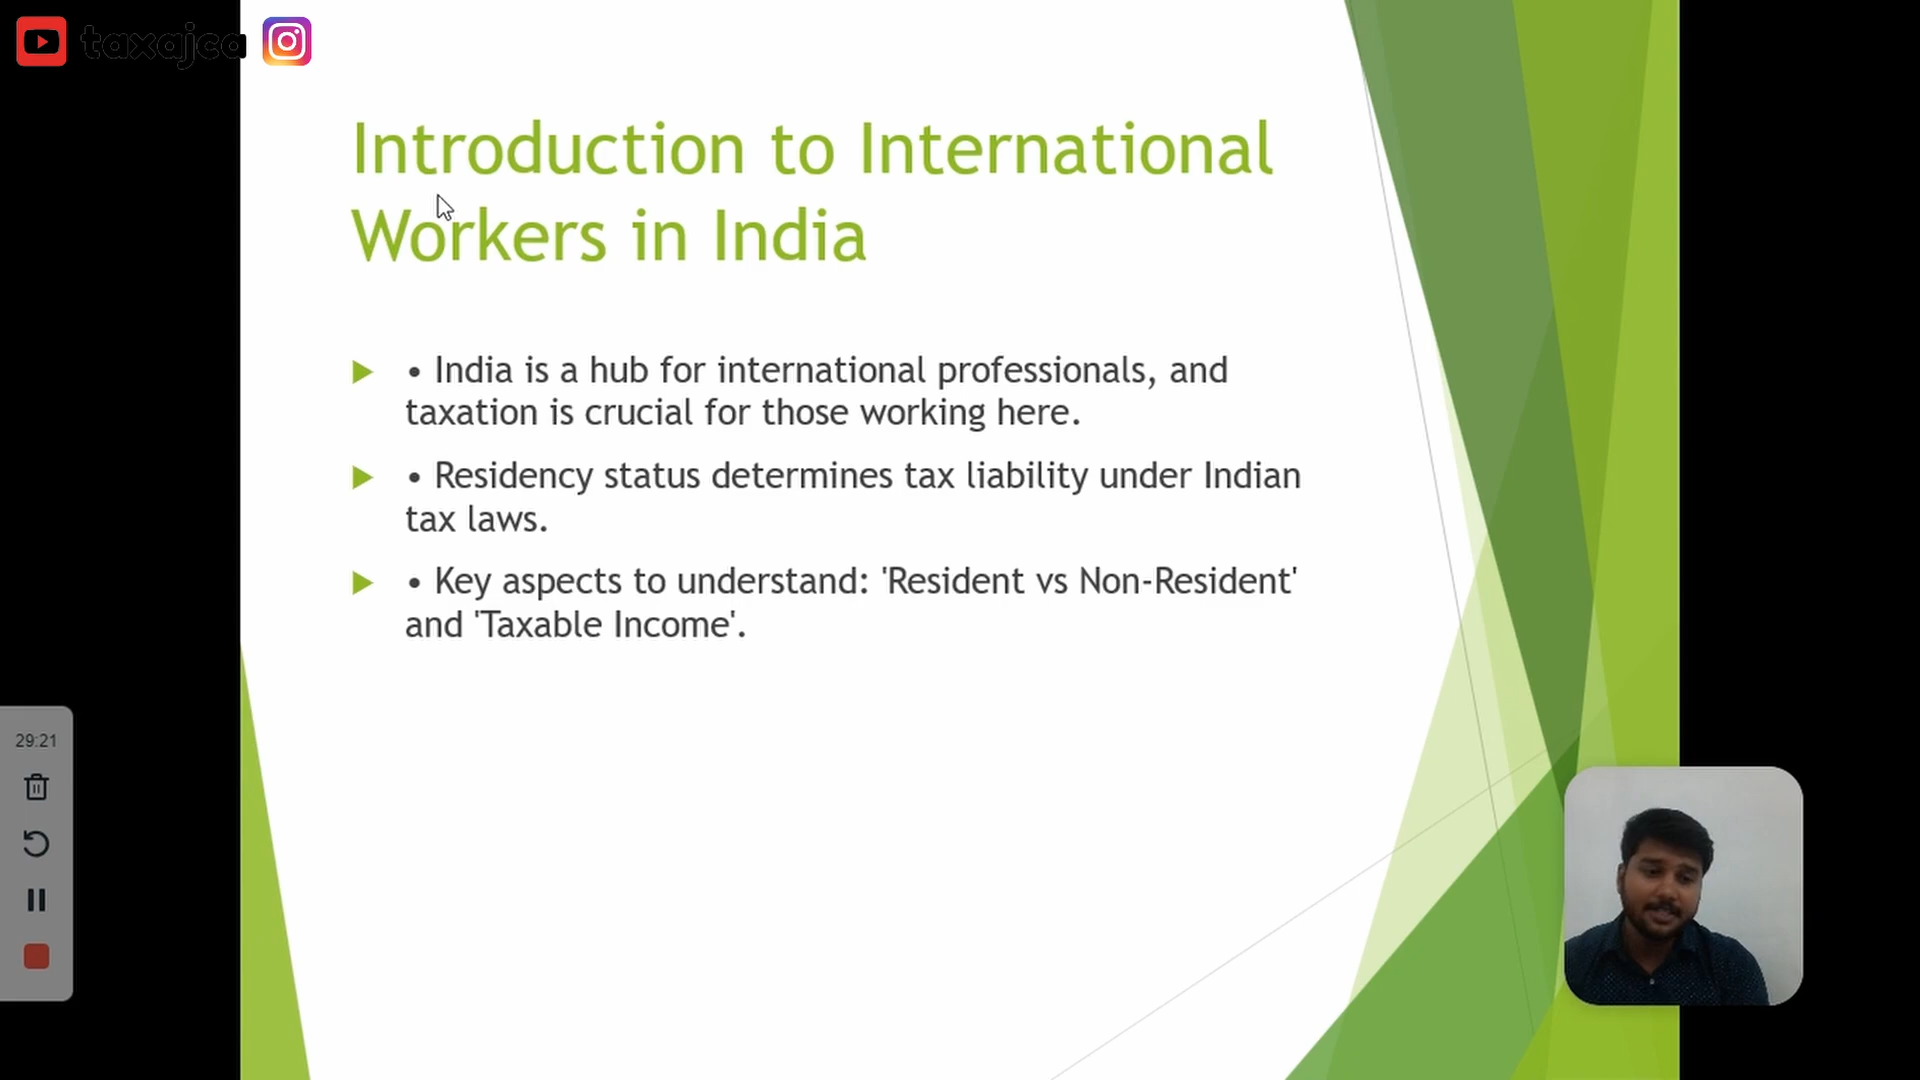 taxajca
Introduction to International
Workers in India
• India is a hub for international professionals, and
taxation is crucial for those working here.
• Residency status determines tax liability under Indian
tax laws.
• Key aspects to understand: 'Resident vs Non-Resident'
and 'Taxable Income'.
29:21